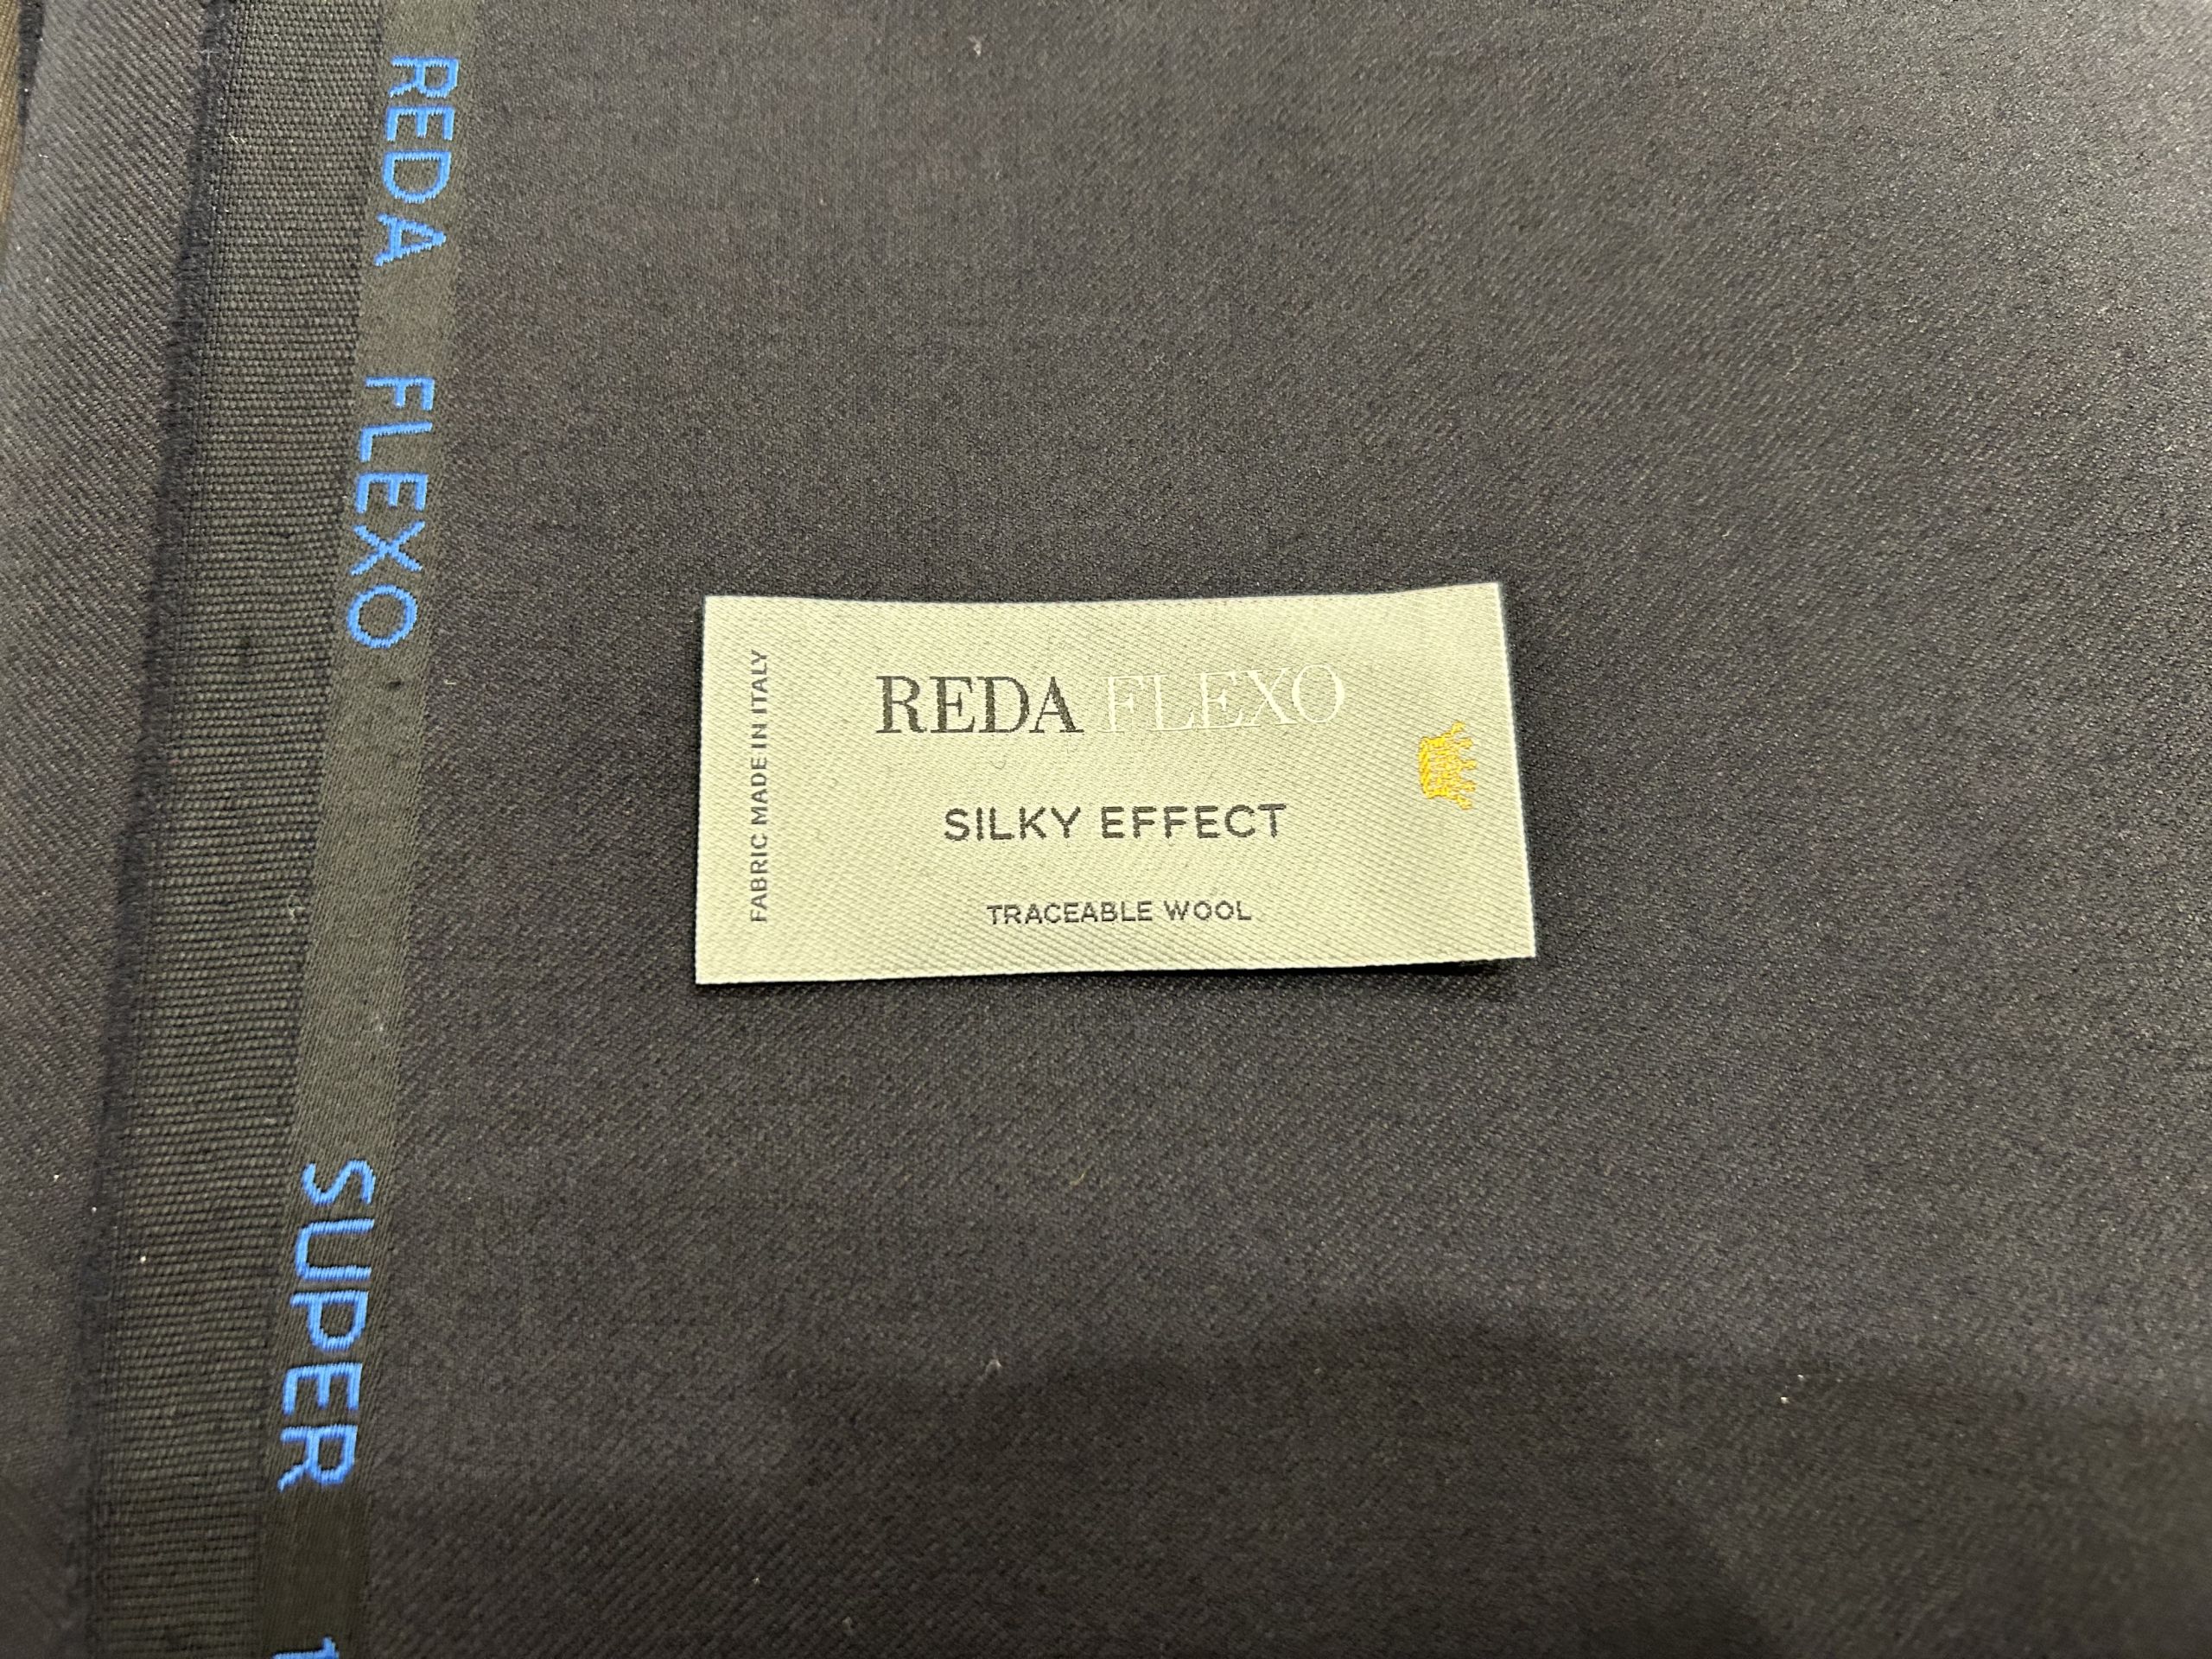 REDA FLEXO SUPER
FABRIC MADE IN ITALY
REDA FLEXO
SILKY EFFECT
TRACEABLE WOOL